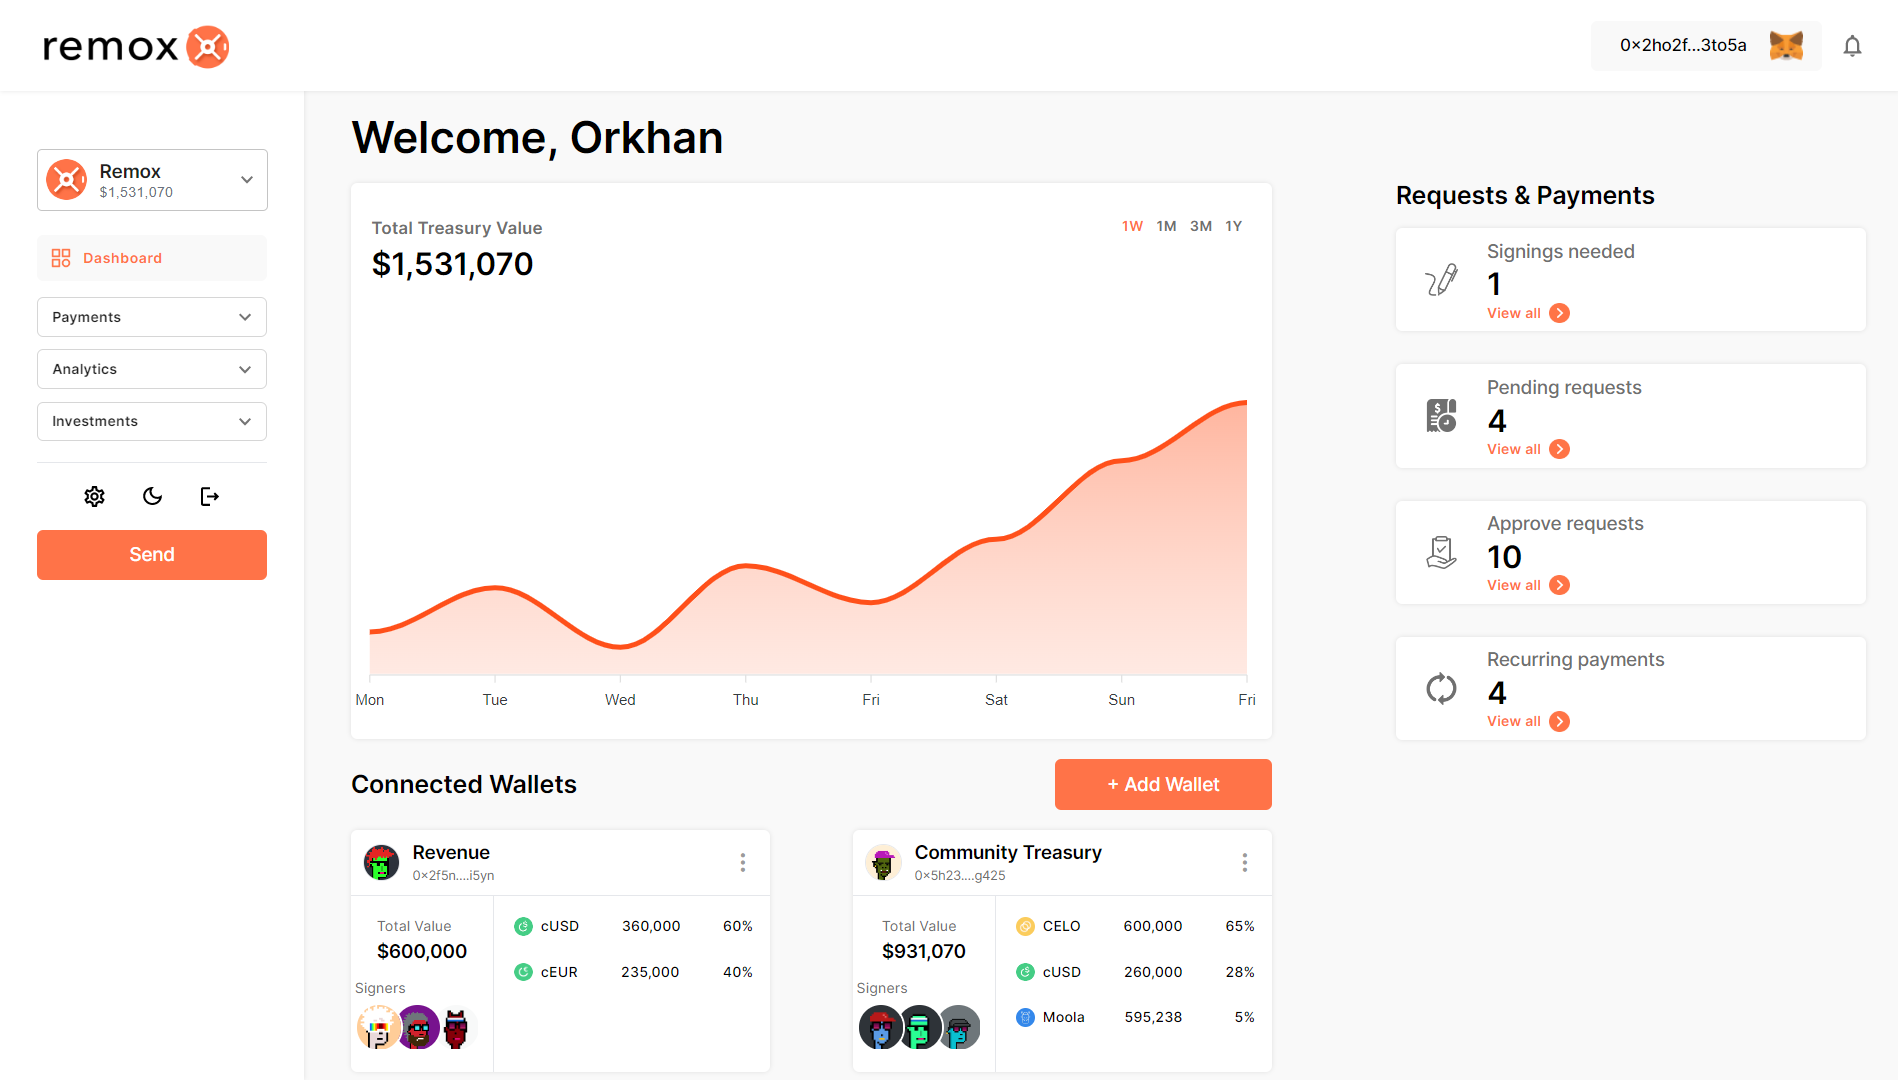 remox
0×2ho2f...3to5a
Remox
$1,531,070
Dashboard
Payments
Analytics
Investments
Send
Welcome, Orkhan
Total Treasury Value
$1,531,070
1W 1M 3M 1Y
Mon Tue Wed Thu Fri Sat Sun Fri
Requests & Payments
Signings needed
1
View all
Pending requests
4
View all
Approve requests
10
View all
Recurring payments
4
View all
Connected Wallets
+ Add Wallet
Revenue
0×2f5n....i5yn
Total Value
$600,000
Signers
cUSD 360,000 60%
cEUR 235,000 40%
Community Treasury
0×5h23....g425
Total Value
$931,070
Signers
CELO 600,000 65%
cUSD 260,000 28%
Moola 595,238 5%